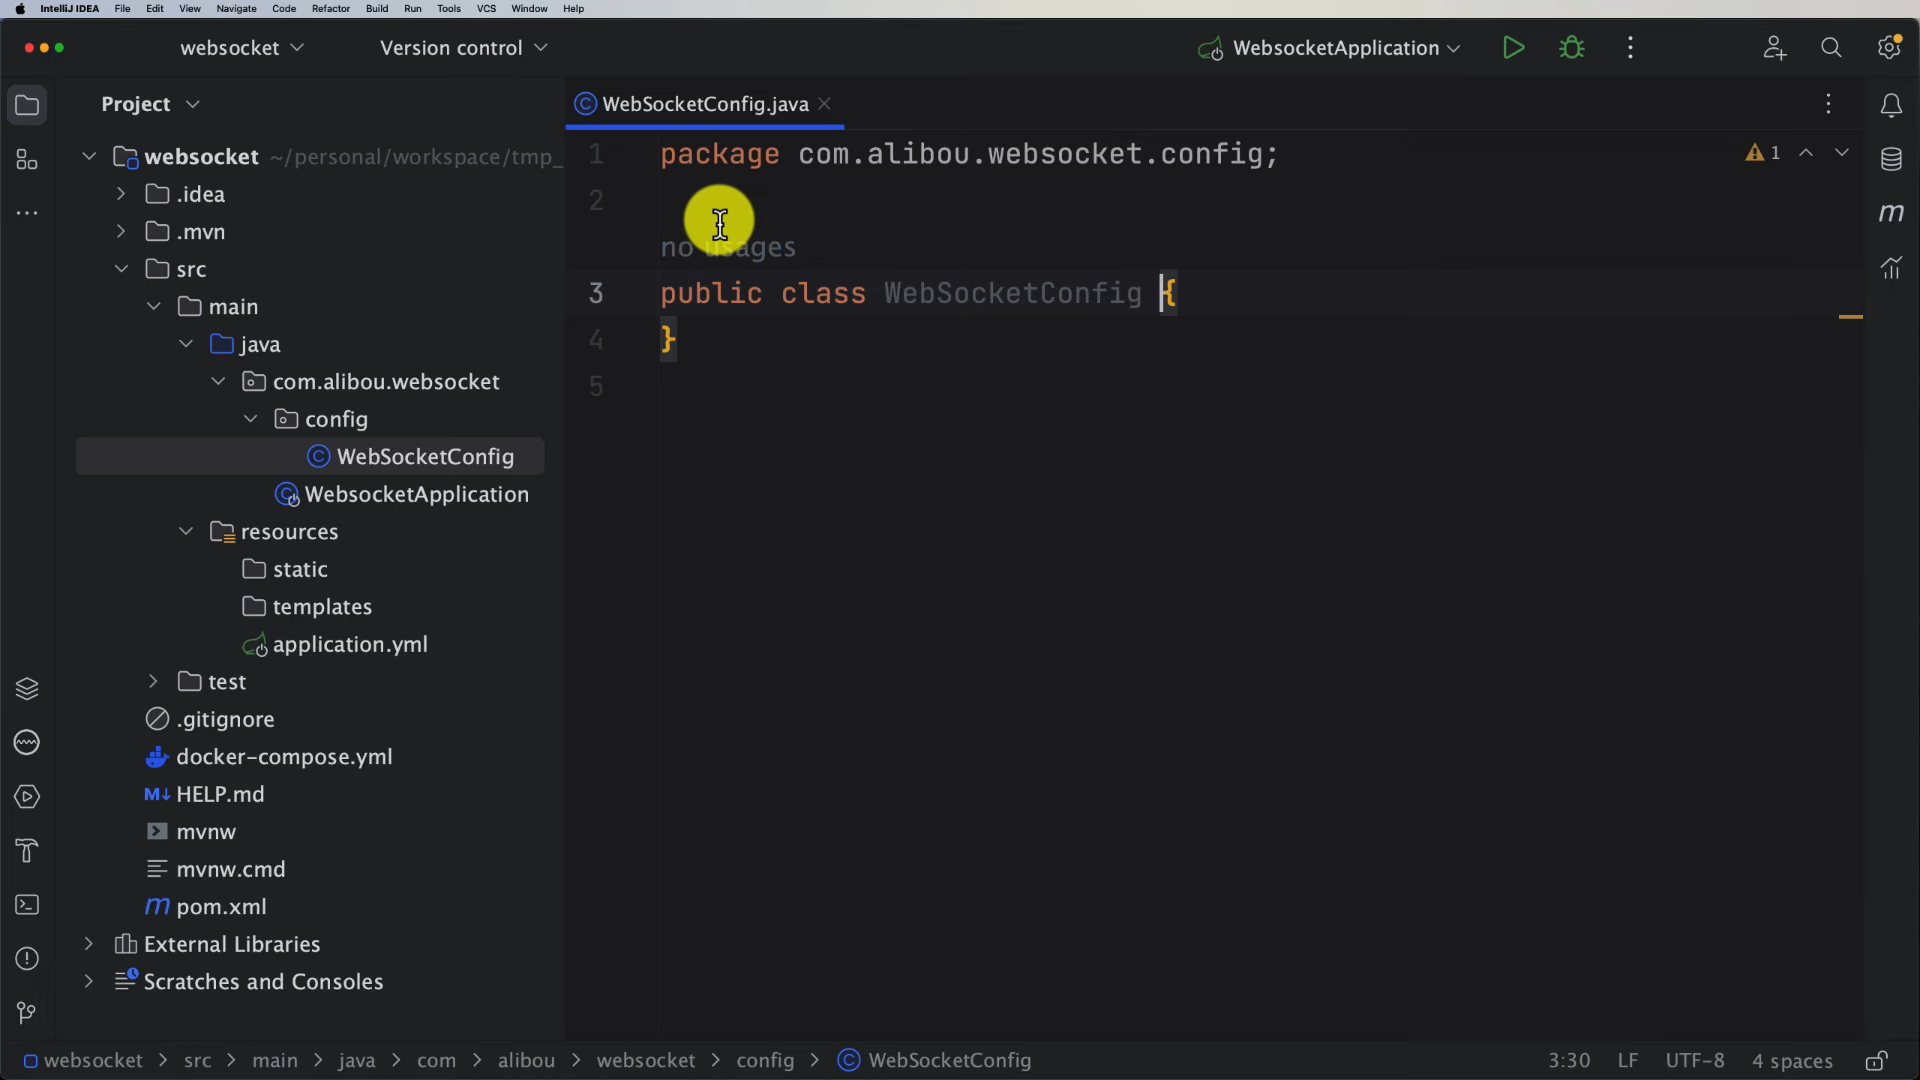 IntelliJ IDEA File Edit View Navigate Code Refactor Build Run Tools VCS Window Help
websocket Version control WebsocketApplication
Project WebSocketConfig.java
websocket ~/personal/workspace/tmp_
.idea
.mvn
src
main
java
com.alibou.websocket
config
WebSocketConfig
WebsocketApplication
resources
static
templates
application.yml
test
.gitignore
docker-compose.yml
M↓ HELP.md
mvnw
mvnw.cmd
m pom.xml
External Libraries
Scratches and Consoles
1 package com.alibou.websocket.config;
2
no usages
3 public class WebSocketConfig {
4 }
5
1
m
websocket > src > main > java > com > alibou > websocket > config > WebSocketConfig 3:30 LF UTF-8 4 spaces